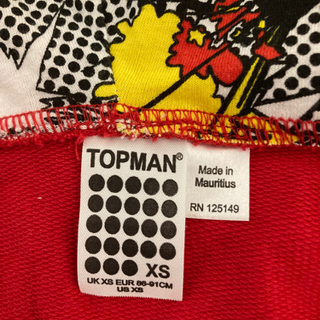 TOPMAN®
XS
UK XS EUR 86-91CM
US XS
Made in
Mauritius
RN 125149